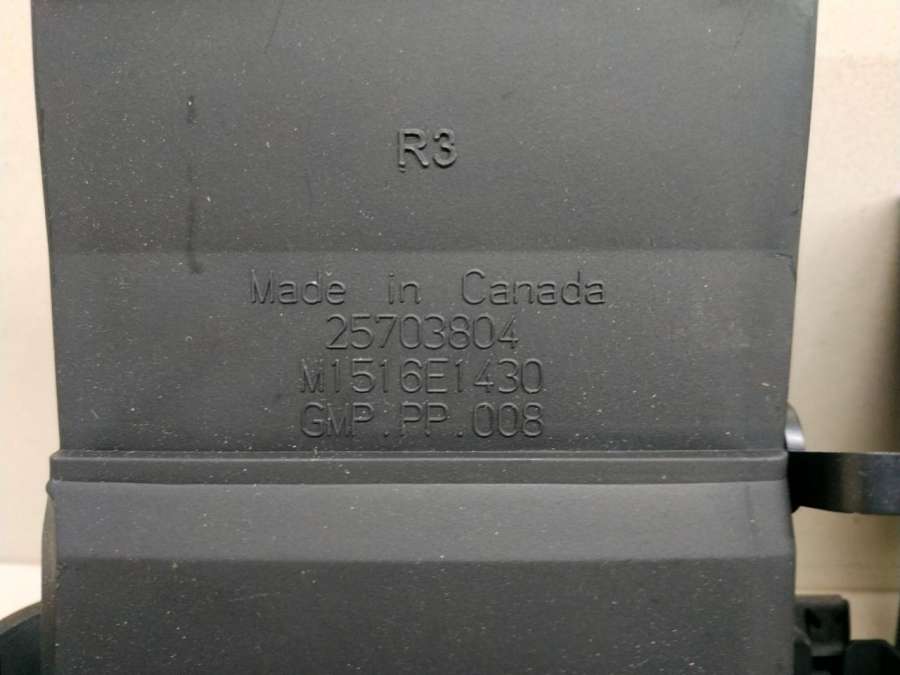 R3
Made in Canada
25703804
M1516E1430
GMP.PP.008